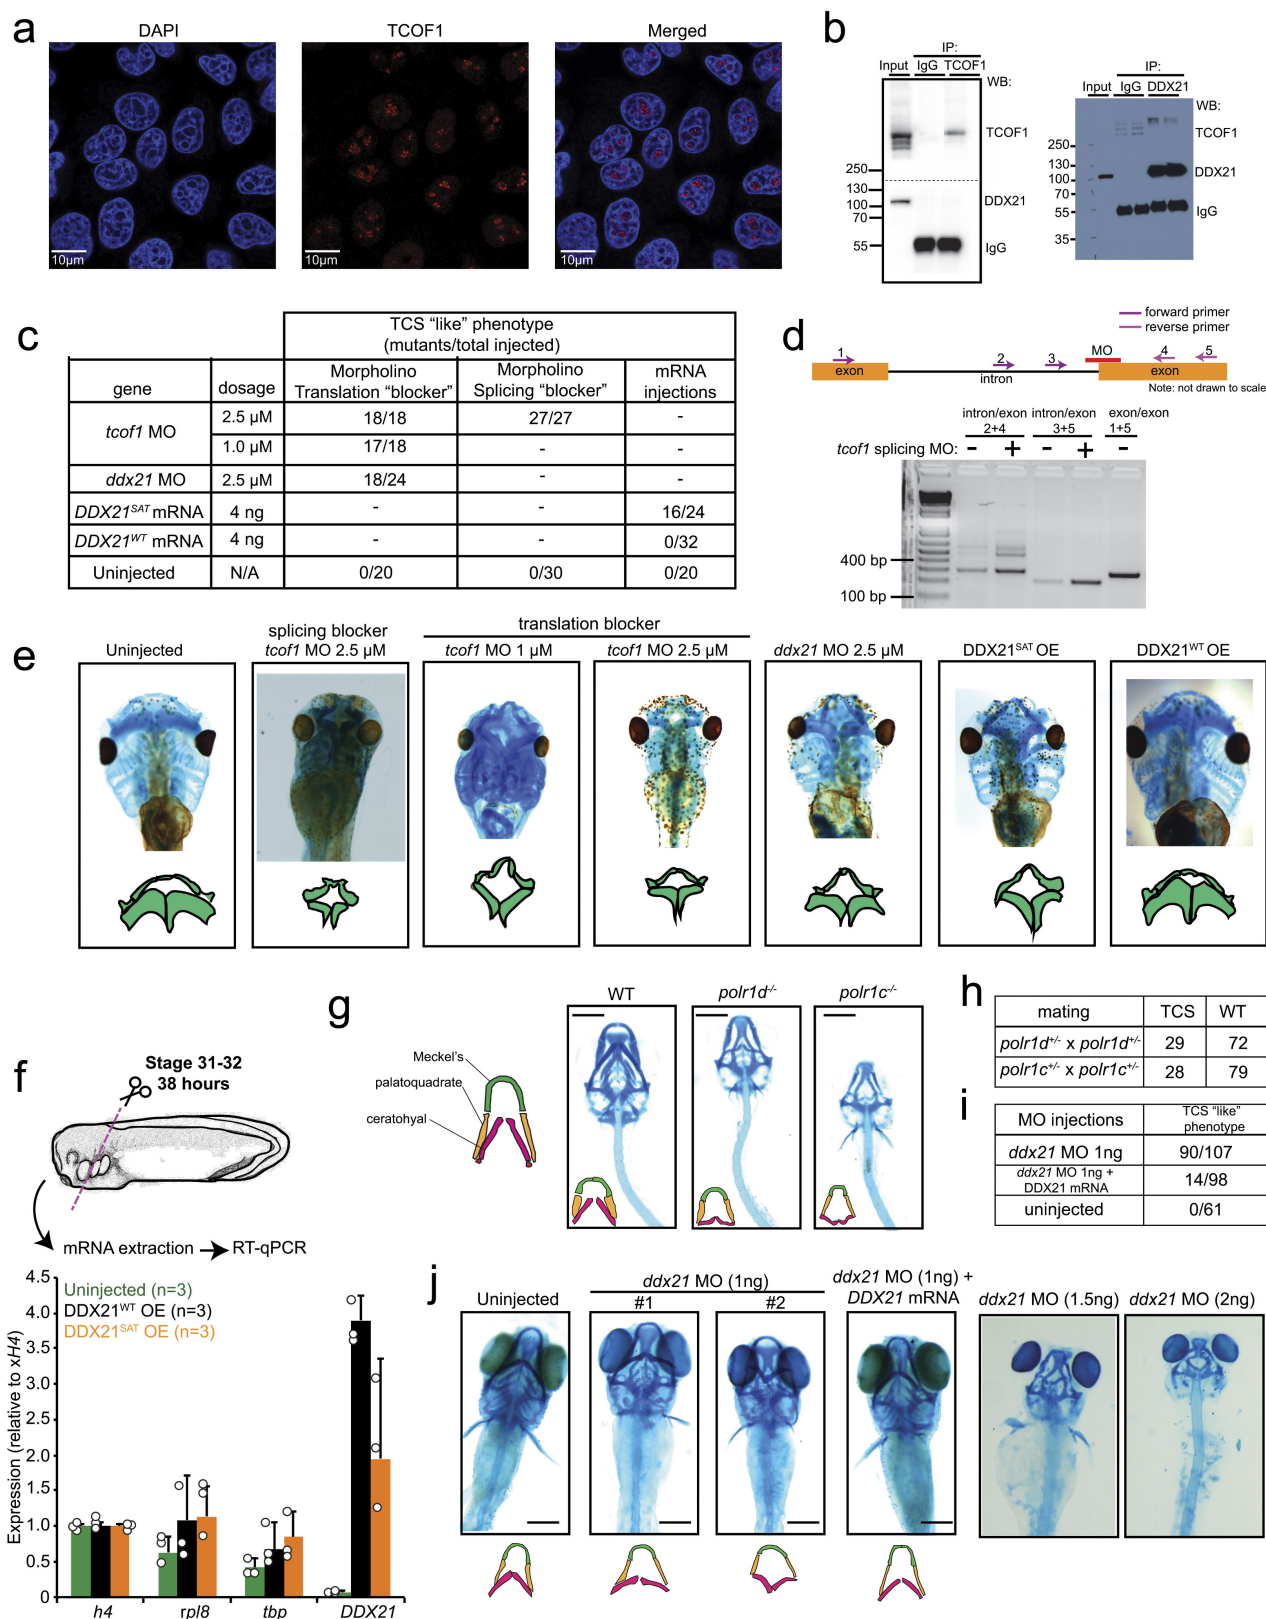 a
DAPI
TCOF1
Merged
10µm
10µm
10µm
b
IP:
Input
IgG
TCOF1
WB:
TCOF1
250
130
100
70
55
DDX21
IgG
IP:
Input
IgG
DDX21
WB:
TCOF1
250
130
100
70
55
35
DDX21
IgG
c
TCS “like” phenotype
(mutants/total injected)
gene
dosage
Morpholino
Translation “blocker”
Morpholino
Splicing “blocker”
mRNA
injections
tcof1 MO
2.5 µM 18/18 27/27 -
1.0 µM 17/18 - -
ddx21 MO 2.5 µM 18/24 - -
DDX21SAT mRNA 4 ng - - 16/24
DDX21WT mRNA 4 ng - - 0/32
Uninjected N/A 0/20 0/30 0/20
d
forward primer
reverse primer
1
2
3
MO
4
5
exon
intron
exon
Note: not drawn to scale
intron/exon intron/exon exon/exon
2+4 3+5 1+5
tcof1 splicing MO: - + - + -
400 bp
100 bp
e
Uninjected
splicing blocker
tcof1 MO 2.5 µM
translation blocker
tcof1 MO 1 µM
tcof1 MO 2.5 µM
ddx21 MO 2.5 µM
DDX21SAT OE
DDX21WT OE
f
Stage 31-32
38 hours
mRNA extraction
RT-qPCR
Uninjected (n=3)
DDX21WT OE (n=3)
DDX21SAT OE (n=3)
Expression (relative to xH4)
4.5
4.0
3.5
3.0
2.5
2.0
1.5
1.0
0.5
0
h4 rpl8 tbp DDX21
g
Meckel's
palatoquadrate
ceratohyal
WT
polr1d-/-
polr1c-/-
h
mating TCS WT
polr1d+/- x polr1d+/- 29 72
polr1c+/- x polr1c+/- 28 79
i
MO injections
TCS “like”
phenotype
ddx21 MO 1ng 90/107
ddx21 MO 1ng +
DDX21 mRNA
14/98
uninjected 0/61
j
Uninjected
ddx21 MO (1ng)
#1 #2
ddx21 MO (1ng) +
DDX21 mRNA
ddx21 MO (1.5ng)
ddx21 MO (2ng)